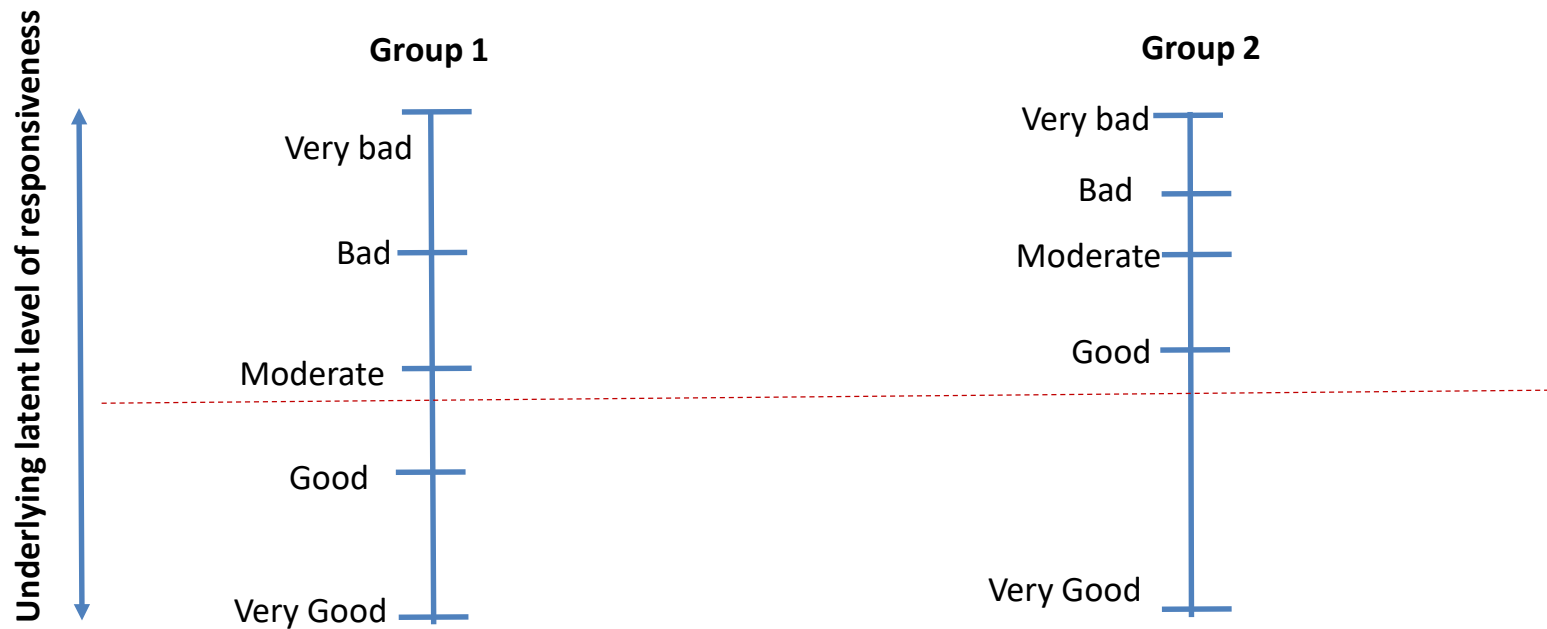 Underlying latent level of responsiveness
Group 1
Very bad
Bad
Moderate
Good
Very Good
Group 2
Very bad
Bad
Moderate
Good
Very Good